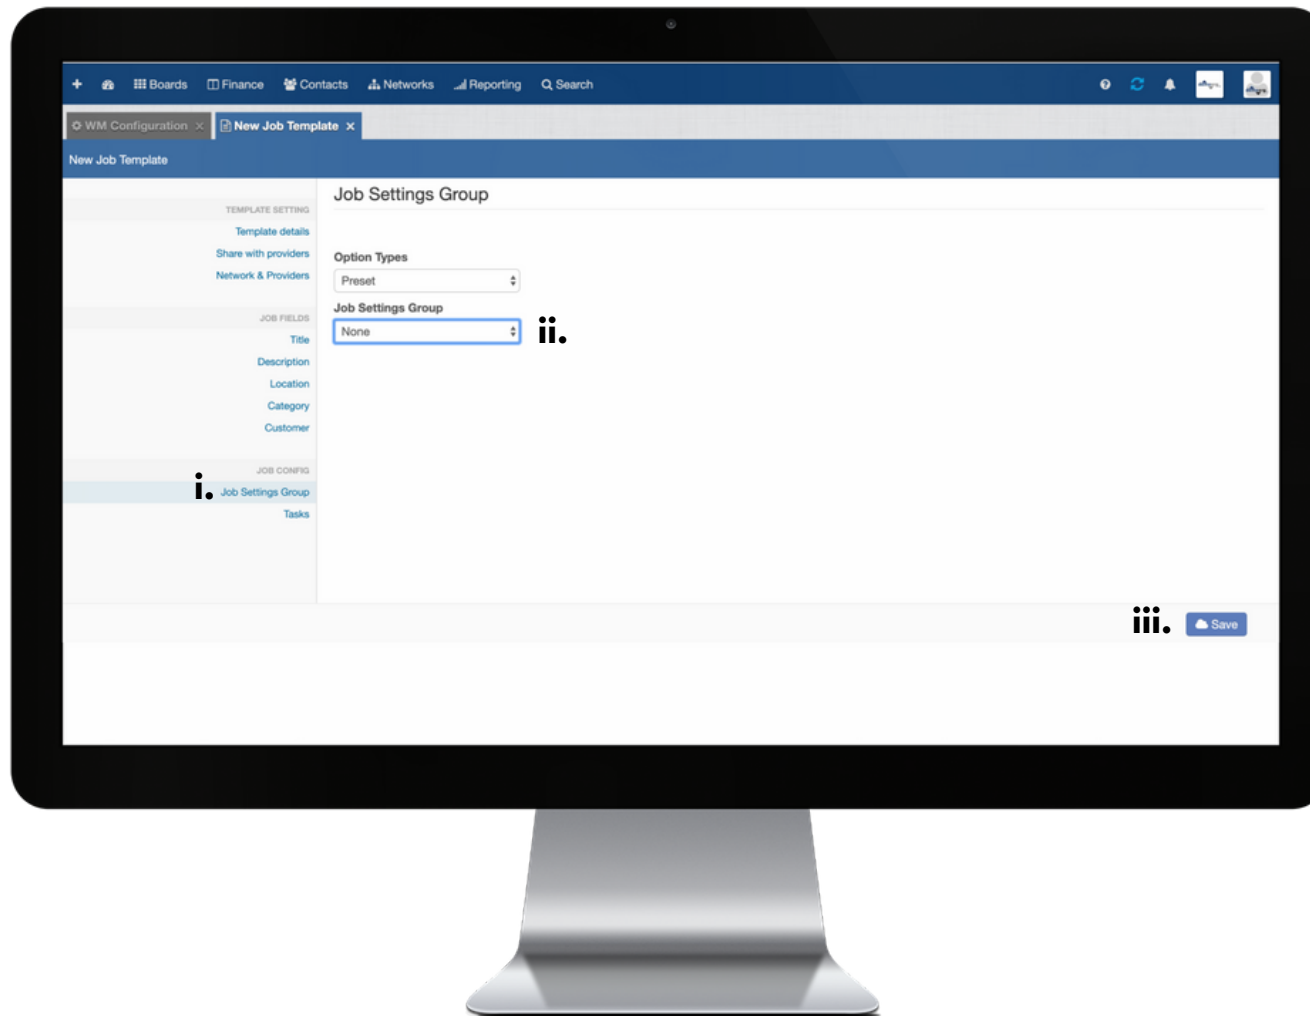 Boards Finance Contacts Networks Reporting Search
WM Configuration x New Job Template x
New Job Template
TEMPLATE SETTING
Template details
Share with providers
Network & Providers
JOB FIELDS
Title
Description
Location
Category
Customer
JOB CONFIG
i. Job Settings Group
Tasks
Job Settings Group
Option Types
Preset
Job Settings Group
None ii.
iii. Save